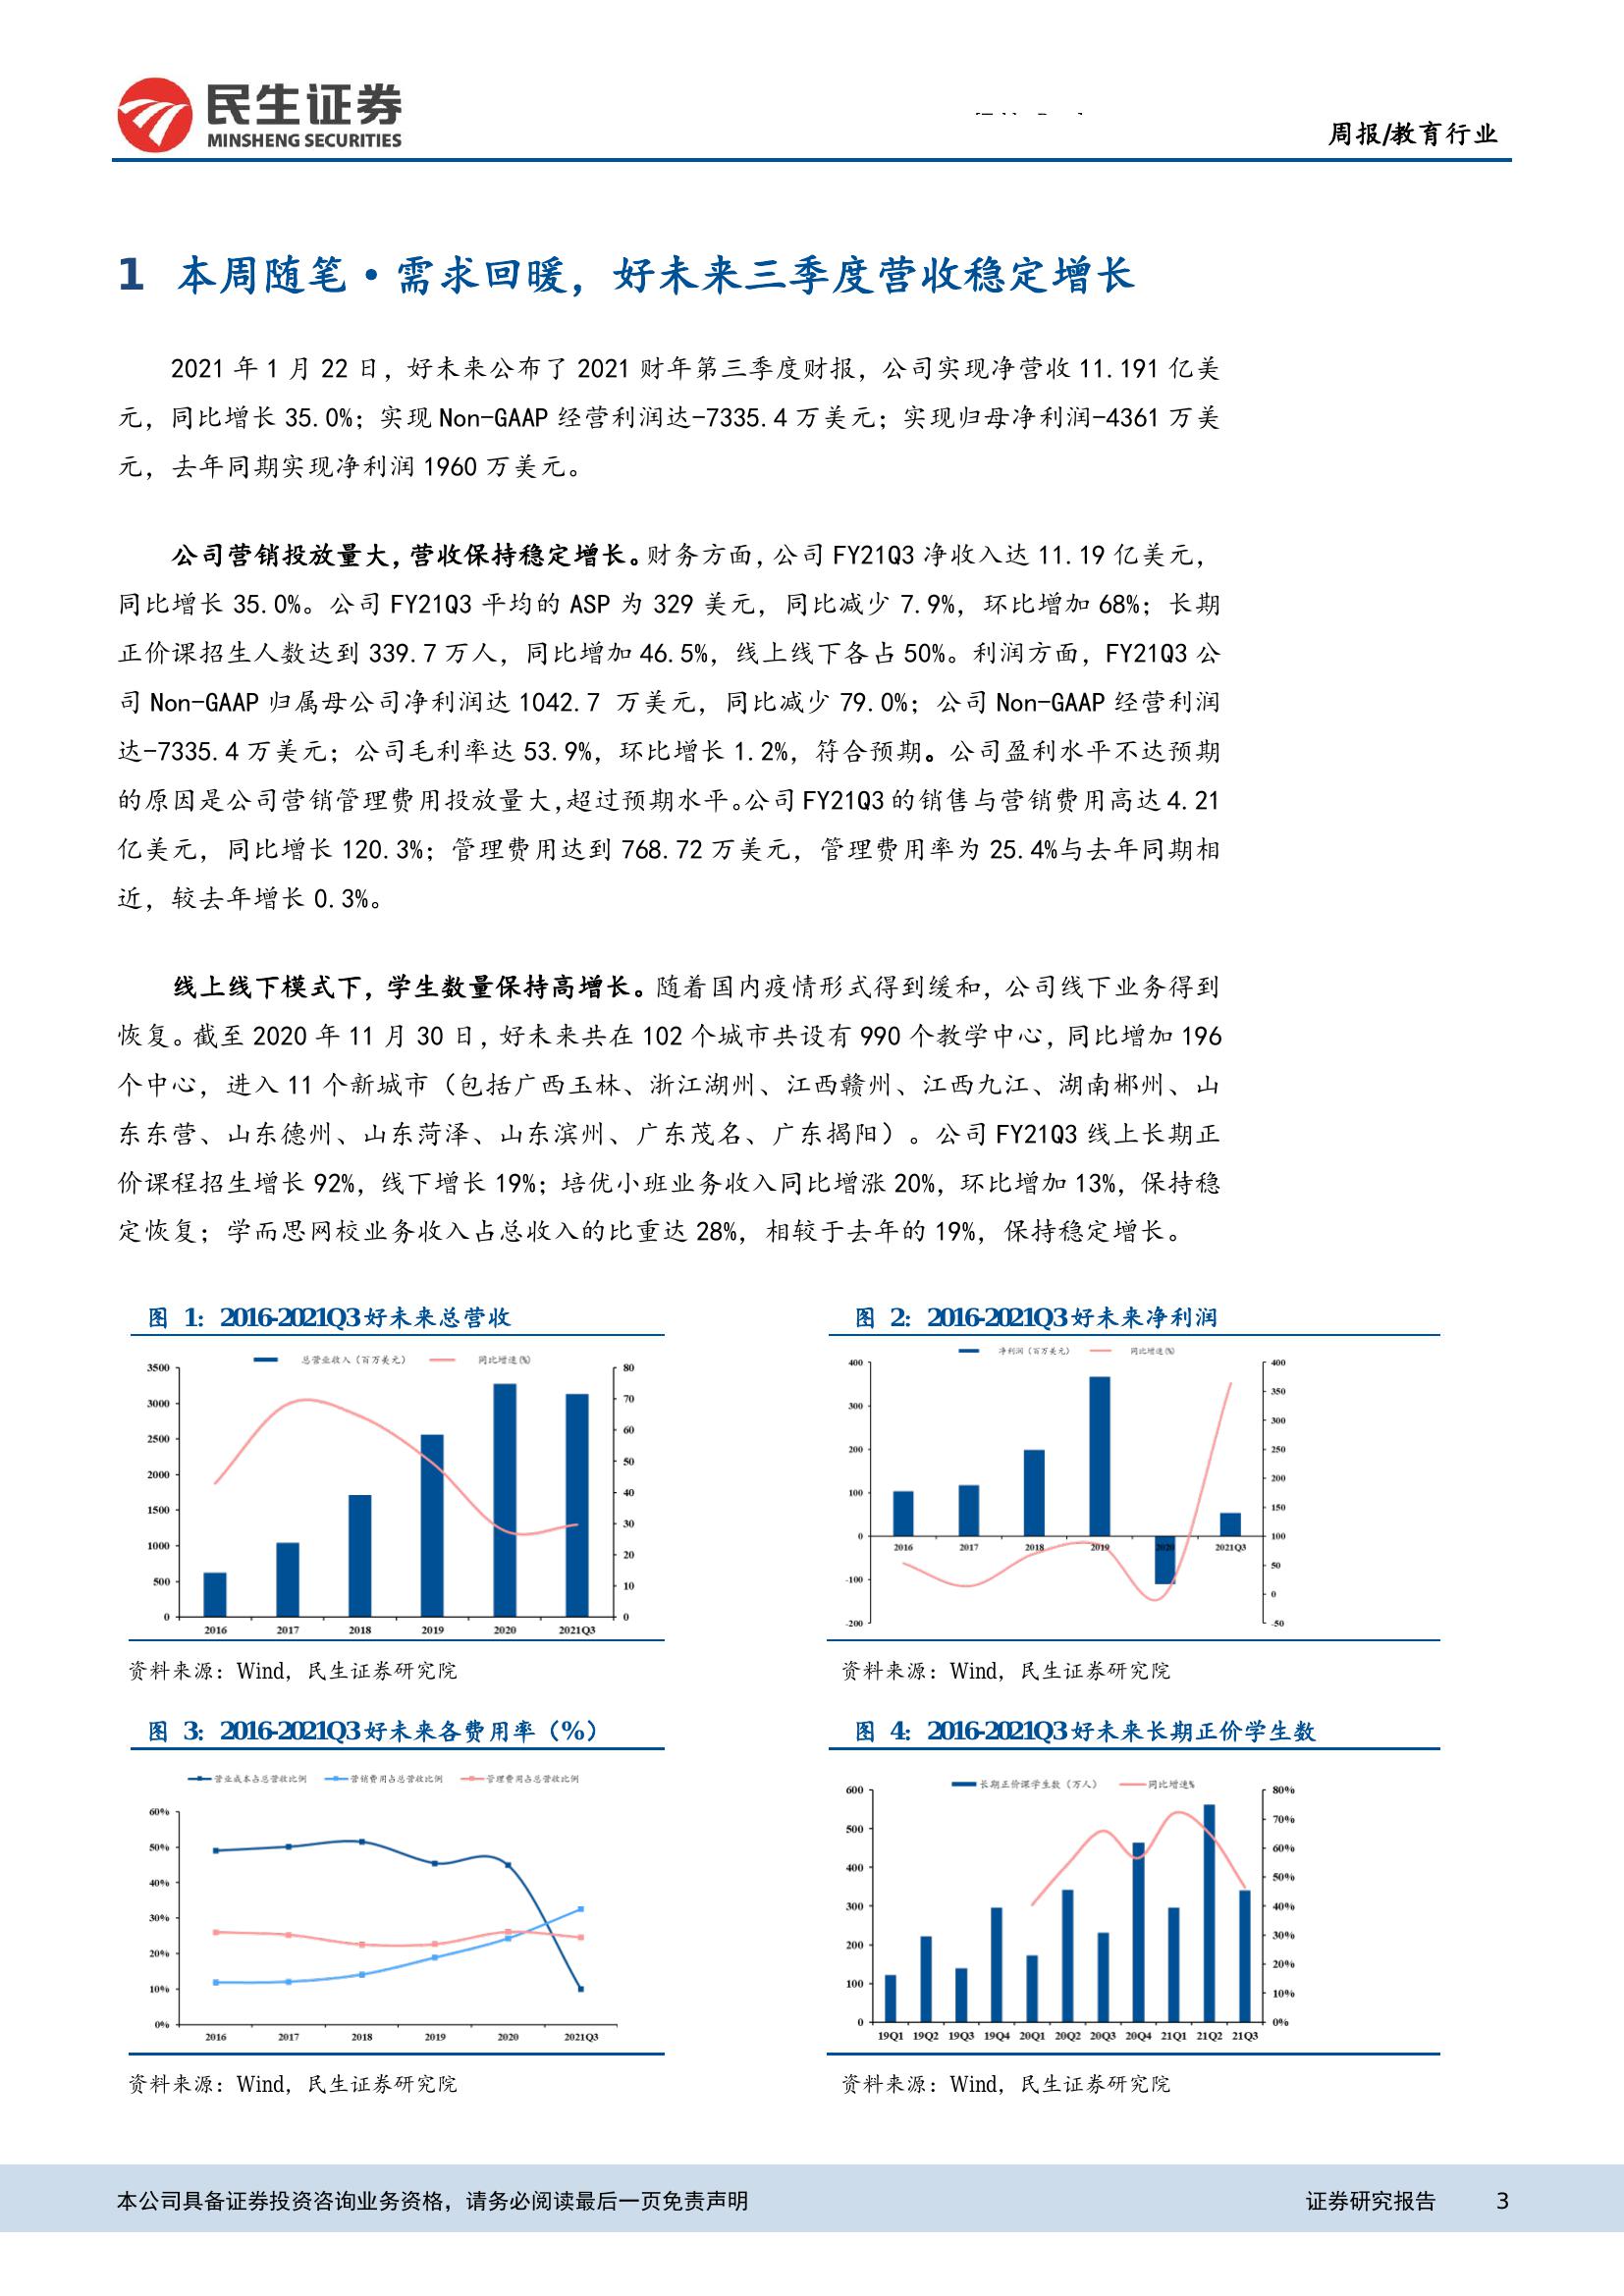 民生证券
MINSHENG SECURITIES
周报/教育行业
1 本周随笔·需求回暖，好未来三季度营收稳定增长
2021 年 1 月 22 日，好未来公布了 2021 财年第三季度财报，公司实现净营收 11.191 亿美
元，同比增长 35.0%；实现 Non-GAAP 经营利润达-7335.4 万美元；实现归母净利润-4361 万美
元，去年同期实现净利润 1960 万美元。
公司营销投放量大，营收保持稳定增长。财务方面，公司 FY21Q3 净收入达 11.19 亿美元，
同比增长 35.0%。公司 FY21Q3 平均的 ASP 为 329 美元，同比减少 7.9%，环比增加 68%；长期
正价课招生人数达到 339.7 万人，同比增加 46.5%，线上线下各占 50%。利润方面，FY21Q3 公
司 Non-GAAP 归属母公司净利润达 1042.7 万美元，同比减少 79.0%；公司 Non-GAAP 经营利润
达-7335.4 万美元；公司毛利率达 53.9%，环比增长 1.2%，符合预期。公司盈利水平不达预期
的原因是公司营销管理费用投放量大，超过预期水平。公司 FY21Q3 的销售与营销费用高达 4.21
亿美元，同比增长 120.3%；管理费用达到 768.72 万美元，管理费用率为 25.4%与去年同期相
近，较去年增长 0.3%。
线上线下模式下，学生数量保持高增长。随着国内疫情形式得到缓和，公司线下业务得到
恢复。截至 2020 年 11 月 30 日，好未来共在 102 个城市共设有 990 个教学中心，同比增加 196
个中心，进入 11 个新城市（包括广西玉林、浙江湖州、江西赣州、江西九江、湖南郴州、山
东东营、山东德州、山东菏泽、山东滨州、广东茂名、广东揭阳）。公司 FY21Q3 线上长期正
价课程招生增长 92%，线下增长 19%；培优小班业务收入同比增涨 20%，环比增加 13%，保持稳
定恢复；学而思网校业务收入占总收入的比重达 28%，相较于去年的 19%，保持稳定增长。
图 1：2016-2021Q3 好未来总营收
总营业收入（百万美元） 同比增速(%)
3500
3000
2500
2000
1500
1000
500
0
80
70
60
50
40
30
20
10
0
2016 2017 2018 2019 2020 2021Q3
资料来源：Wind，民生证券研究院
图 2：2016-2021Q3 好未来净利润
净利润（百万美元） 同比增速(%)
400
300
200
100
0
-100
-200
400
350
300
250
200
150
100
50
0
-50
2016 2017 2018 2019 2020 2021Q3
资料来源：Wind，民生证券研究院
图 3：2016-2021Q3 好未来各费用率（%）
营业成本占总营收比例 营销费用占总营收比例 管理费用占总营收比例
60%
50%
40%
30%
20%
10%
0%
2016 2017 2018 2019 2020 2021Q3
资料来源：Wind，民生证券研究院
图 4：2016-2021Q3 好未来长期正价学生数
长期正价课学生数（万人） 同比增速%
600
500
400
300
200
100
0
80%
70%
60%
50%
40%
30%
20%
10%
0%
19Q1 19Q2 19Q3 19Q4 20Q1 20Q2 20Q3 20Q4 21Q1 21Q2 21Q3
资料来源：Wind，民生证券研究院
本公司具备证券投资咨询业务资格，请务必阅读最后一页免责声明
证券研究报告 3